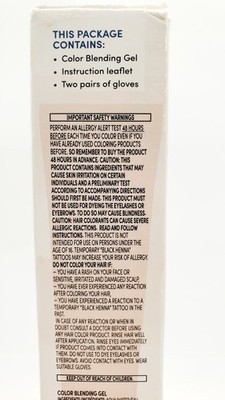 THIS PACKAGE
CONTAINS:
• Color Blending Gel
• Instruction leaflet
• Two pairs of gloves
IMPORTANT SAFETY WARNINGS
PERFORM AN ALLERGY ALERT TEST 48 HOURS
BEFORE EACH TIME YOU COLOR EVEN IF YOU
HAVE ALREADY USED COLORING PRODUCTS
BEFORE, SO REMEMBER TO BUY THE PRODUCT
48 HOURS IN ADVANCE. CAUTION: THIS
PRODUCT CONTAINS INGREDIENTS THAT MAY
CAUSE SKIN IRRITATION ON CERTAIN
INDIVIDUALS AND A PRELIMINARY TEST
ACCORDING TO ACCOMPANYING DIRECTIONS
SHOULD FIRST BE MADE. THIS PRODUCT MUST
NOT BE USED FOR DYEING THE EYELASHES OR
EYEBROWS. TO DO SO MAY CAUSE BLINDNESS.
CAUTION: HAIR COLORANTS CAN CAUSE SEVERE
ALLERGIC REACTIONS. READ AND FOLLOW
INSTRUCTIONS. THIS PRODUCT IS NOT
INTENDED FOR USE ON PERSONS UNDER THE
AGE OF 16. TEMPORARY "BLACK HENNA"
TATTOOS MAY INCREASE YOUR RISK OF ALLERGY.
DO NOT COLOR YOUR HAIR IF:
– YOU HAVE A RASH ON YOUR FACE OR
SENSITIVE, IRRITATED AND DAMAGED SCALP,
– YOU HAVE EVER EXPERIENCED ANY REACTION
AFTER COLORING YOUR HAIR,
– YOU HAVE EXPERIENCED A REACTION TO A
TEMPORARY "BLACK HENNA" TATTOO IN THE
PAST.
IN CASE OF ANY REACTION OR WHEN IN
DOUBT CONSULT A DOCTOR BEFORE USING
ANY HAIR COLOR PRODUCT. RINSE HAIR WELL
AFTER APPLICATION. RINSE EYES IMMEDIATELY
IF PRODUCT COMES INTO CONTACT WITH
THEM. DO NOT USE TO DYE EYELASHES OR
EYEBROWS. AVOID CONTACT WITH EYES. WEAR
SUITABLE GLOVES.
KEEP OUT OF REACH OF CHILDREN.
COLOR BLENDING GEL